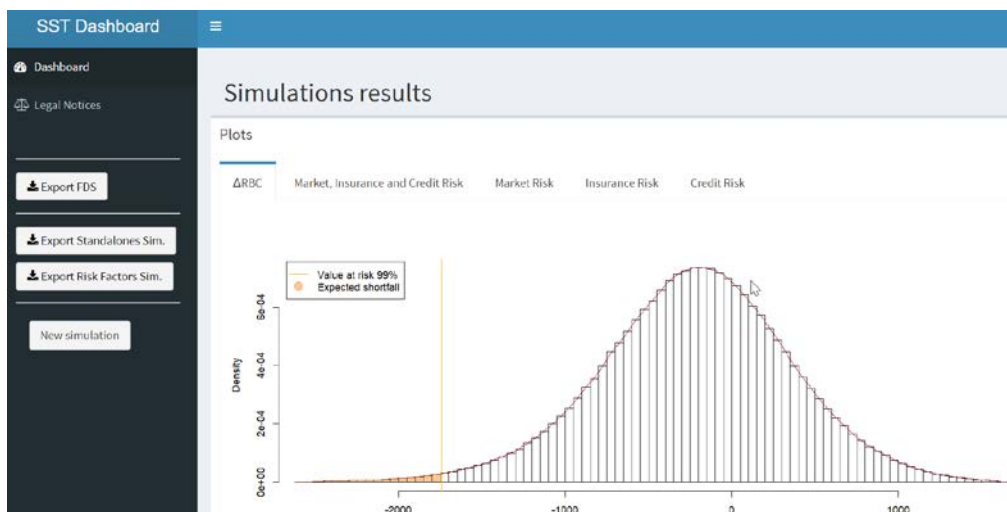 SST Dashboard
Dashboard
Legal Notices
Export FDS
Export Standalones Sim.
Export Risk Factors Sim.
New simulation
Simulations results
Plots
ΔRBC Market, Insurance and Credit Risk Market Risk Insurance Risk Credit Risk
Value at risk 99%
Expected shortfall
Density
6e-04
4e-04
2e-04
0e+00
-2000 -1000 0 1000